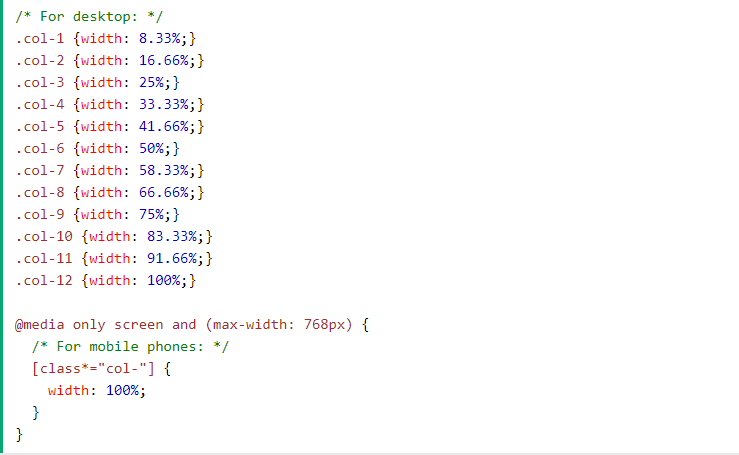 /* For desktop: */
.col-1 {width: 8.33%;}
.col-2 {width: 16.66%;}
.col-3 {width: 25%;}
.col-4 {width: 33.33%;}
.col-5 {width: 41.66%;}
.col-6 {width: 50%;}
.col-7 {width: 58.33%;}
.col-8 {width: 66.66%;}
.col-9 {width: 75%;}
.col-10 {width: 83.33%;}
.col-11 {width: 91.66%;}
.col-12 {width: 100%;}

@media only screen and (max-width: 768px) {
  /* For mobile phones: */
  [class*="col-"] {
    width: 100%;
  }
}